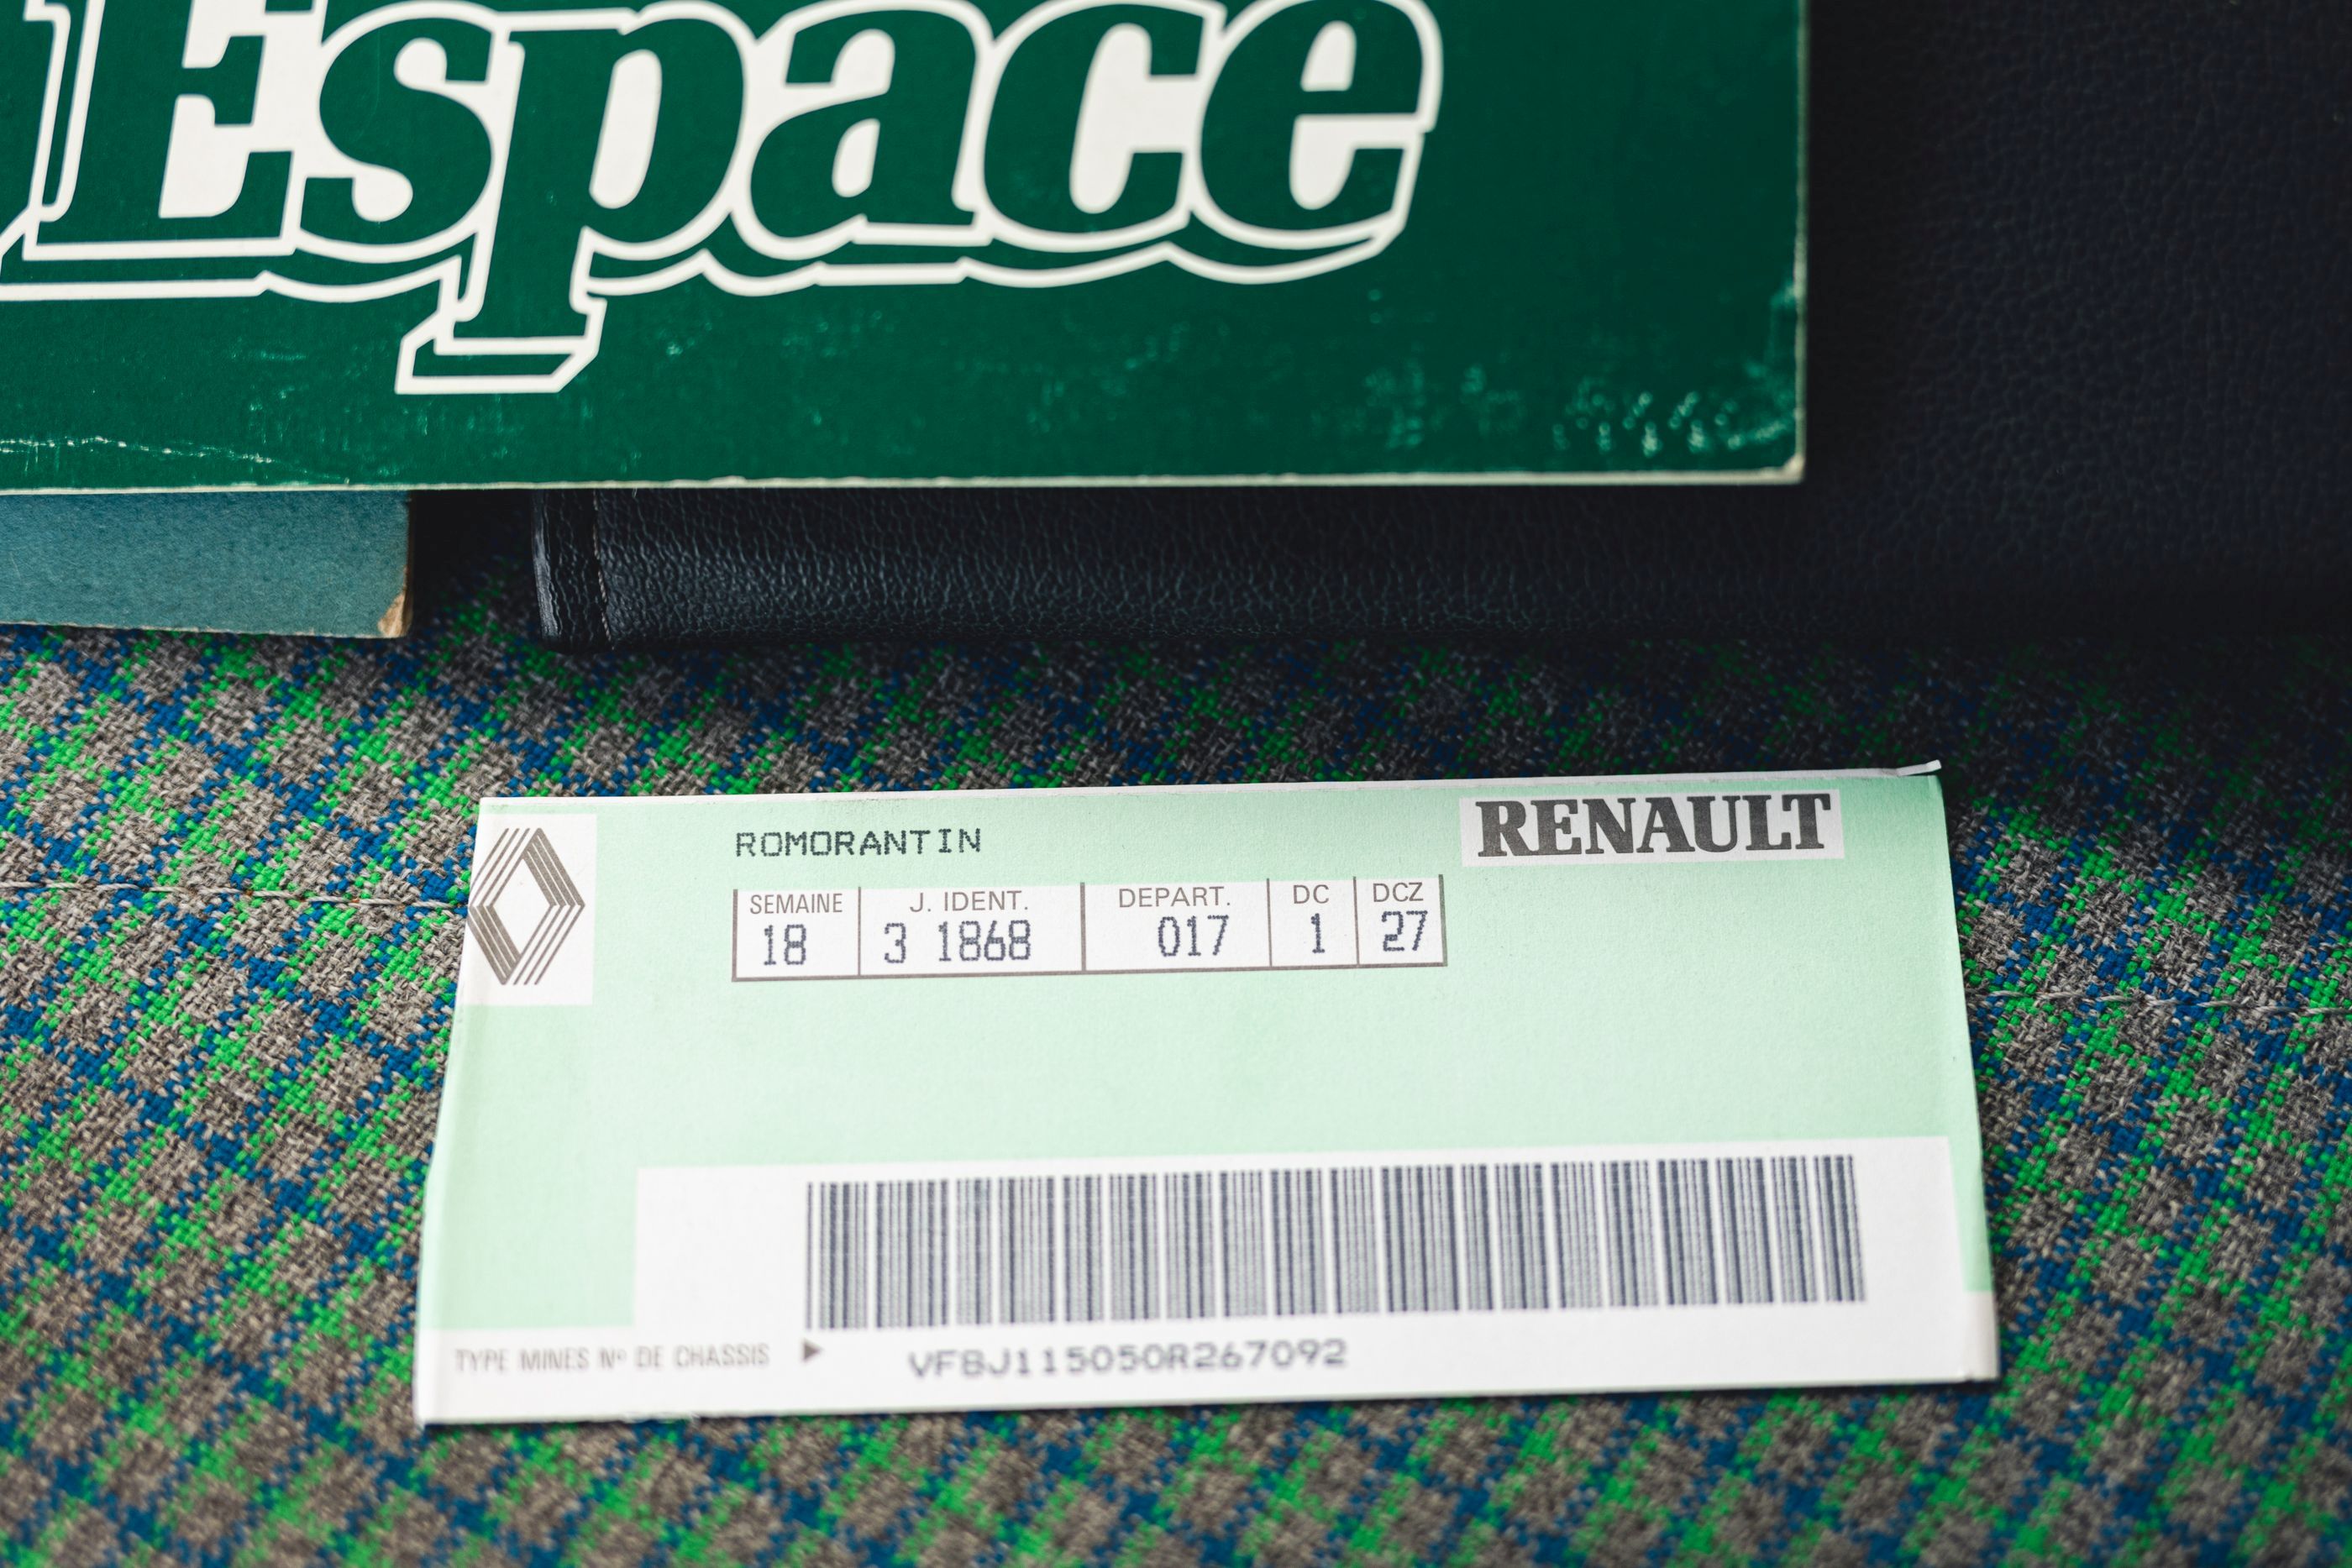 Espace
ROMORANTIN
RENAULT
SEMAINE J. IDENT. DEPART. DC DCZ
18 3 1868 017 1 27
TYPE MINES Nº DE CHASSIS VF8J115050R267092